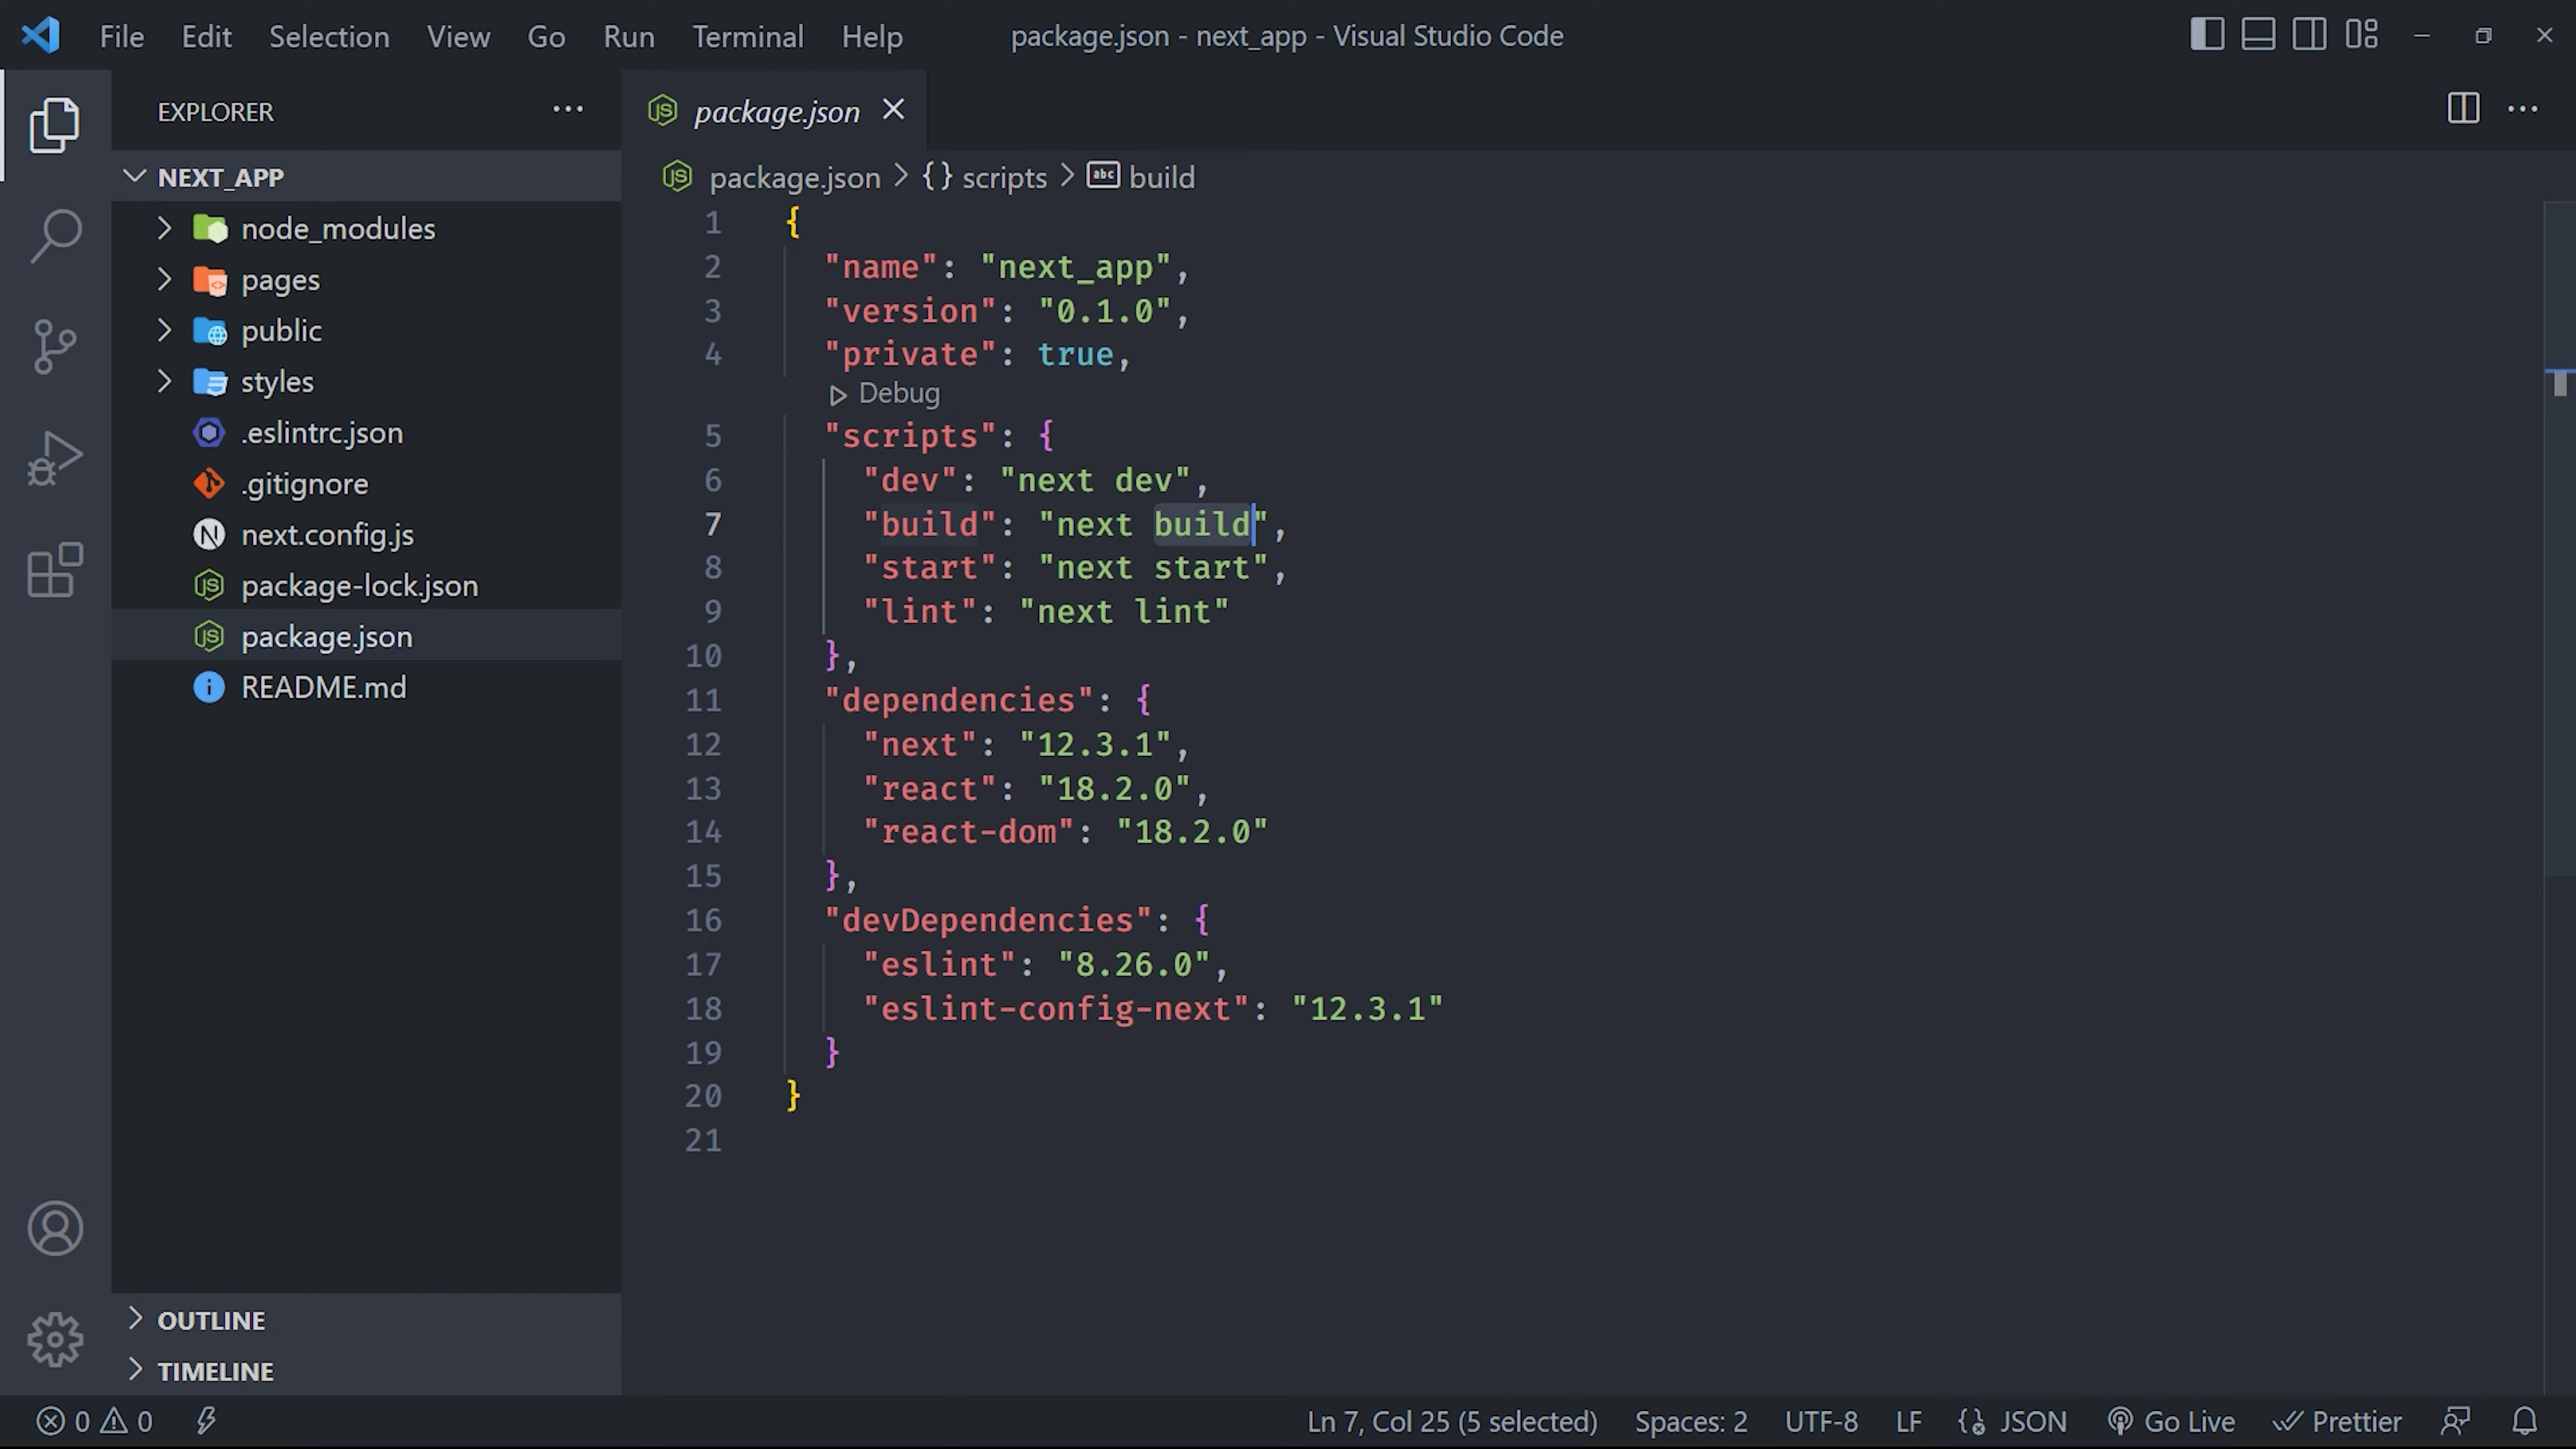 File Edit Selection View Go Run Terminal Help package.json - next_app - Visual Studio Code
EXPLORER
NEXT_APP
node_modules
pages
public
styles
.eslintrc.json
.gitignore
next.config.js
package-lock.json
package.json
README.md
OUTLINE
TIMELINE
package.json
package.json > {} scripts > abc build
1 {
2 "name": "next_app",
3 "version": "0.1.0",
4 "private": true,
Debug
5 "scripts": {
6 "dev": "next dev",
7 "build": "next build",
8 "start": "next start",
9 "lint": "next lint"
10 },
11 "dependencies": {
12 "next": "12.3.1",
13 "react": "18.2.0",
14 "react-dom": "18.2.0"
15 },
16 "devDependencies": {
17 "eslint": "8.26.0",
18 "eslint-config-next": "12.3.1"
19 }
20 }
21
0 0 Ln 7, Col 25 (5 selected) Spaces: 2 UTF-8 LF JSON Go Live Prettier